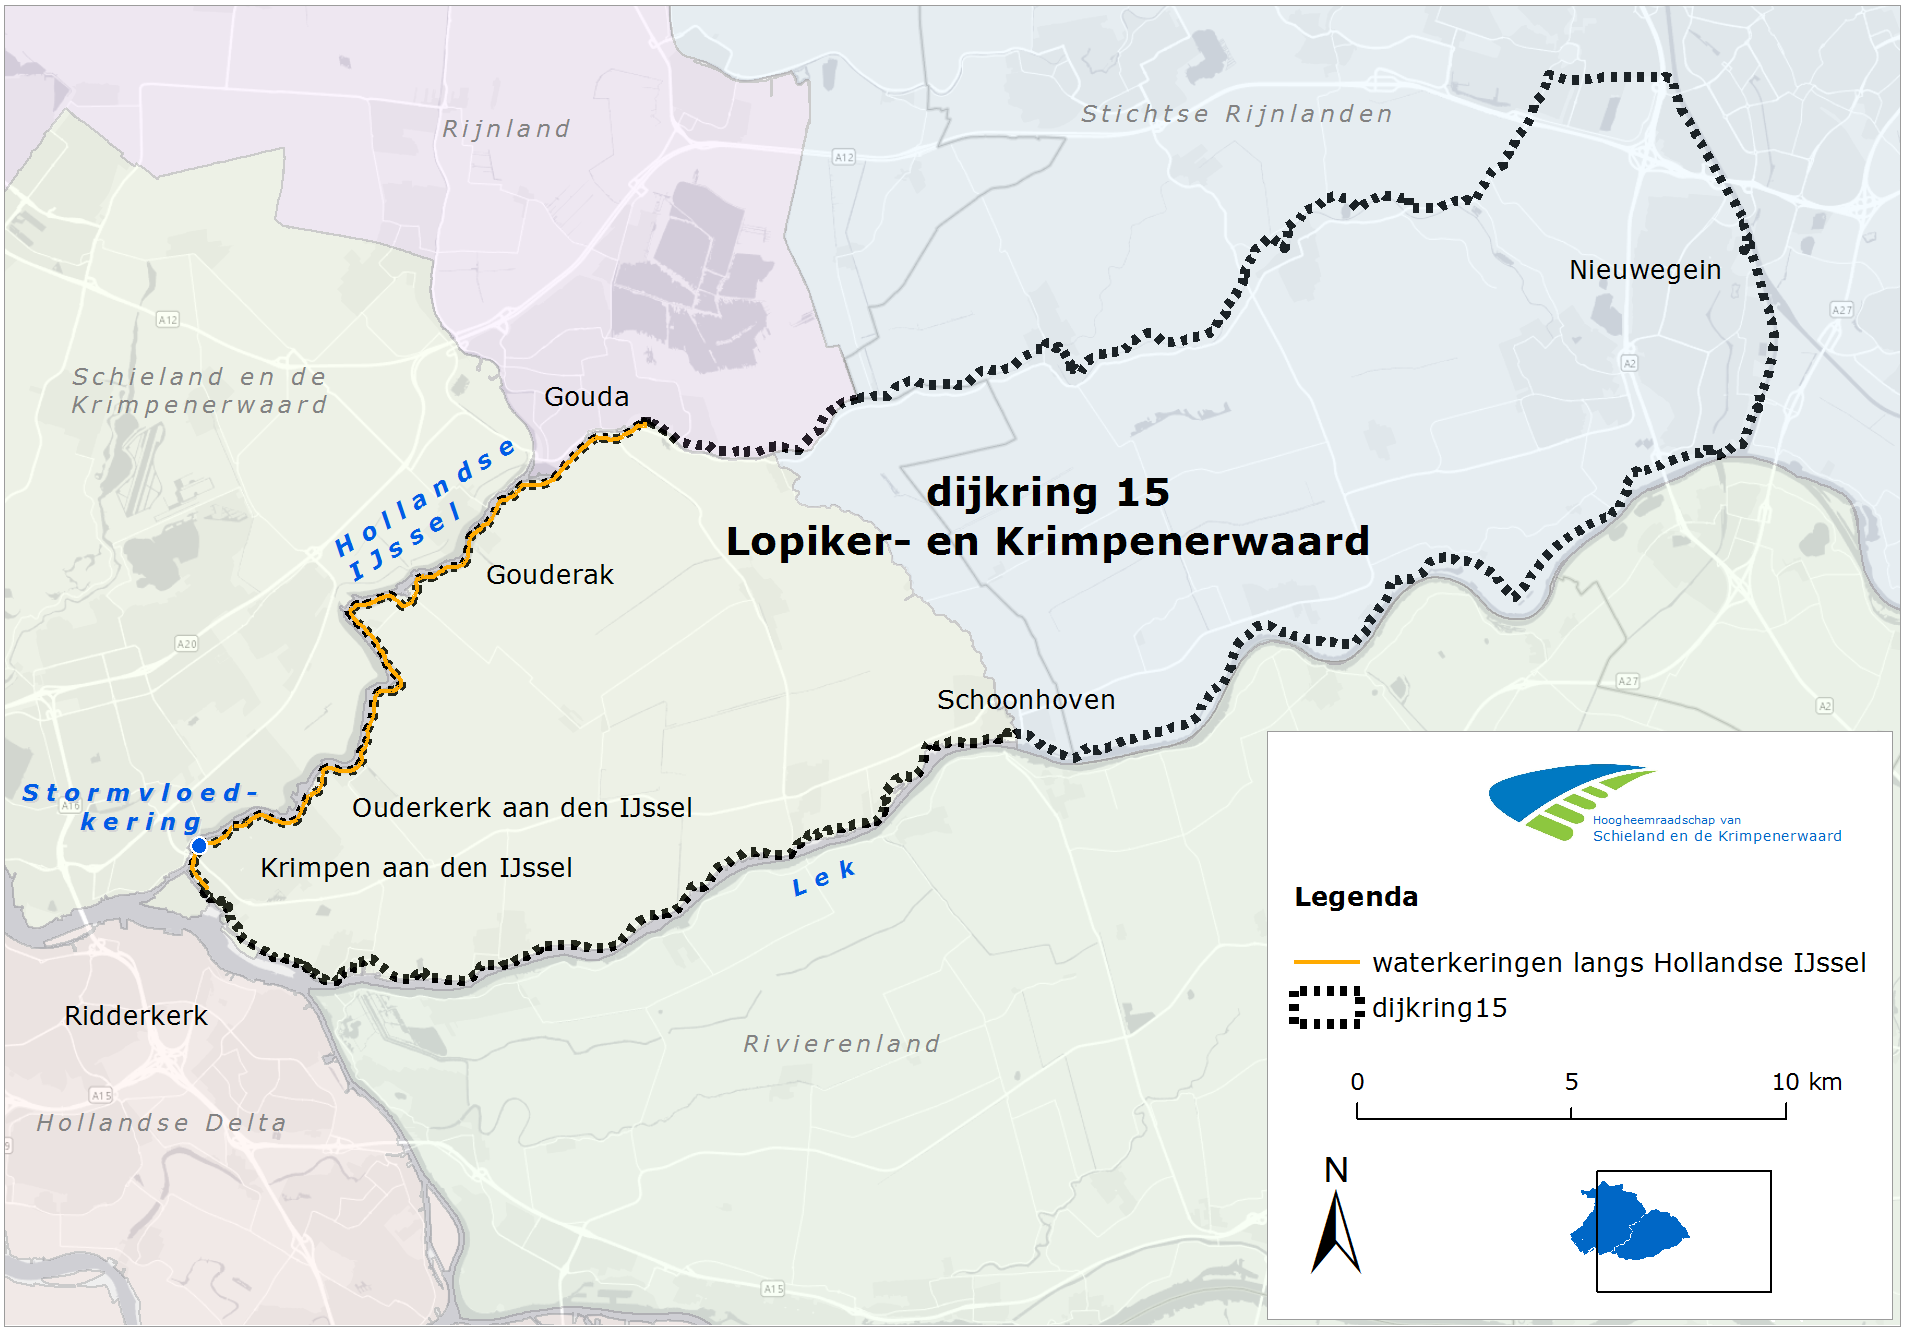 Rijnland
Stichtse Rijnlanden
A12
Nieuwegein
A27
A12
A2
Schieland en de
Krimpenerwaard
Gouda
Hollandse
IJssel
dijkring 15
Lopiker- en Krimpenerwaard
Gouderak
A20
A27
Schoonhoven
A2
Stormvloed-
kering
A16
Ouderkerk aan den IJssel
Krimpen aan den IJssel
Lek
Ridderkerk
Rivierenland
A15
Hollandse Delta
A15
Hoogheemraadschap van
Schieland en de Krimpenerwaard
Legenda
waterkeringen langs Hollandse IJssel
dijkring15
0 5 10 km
N